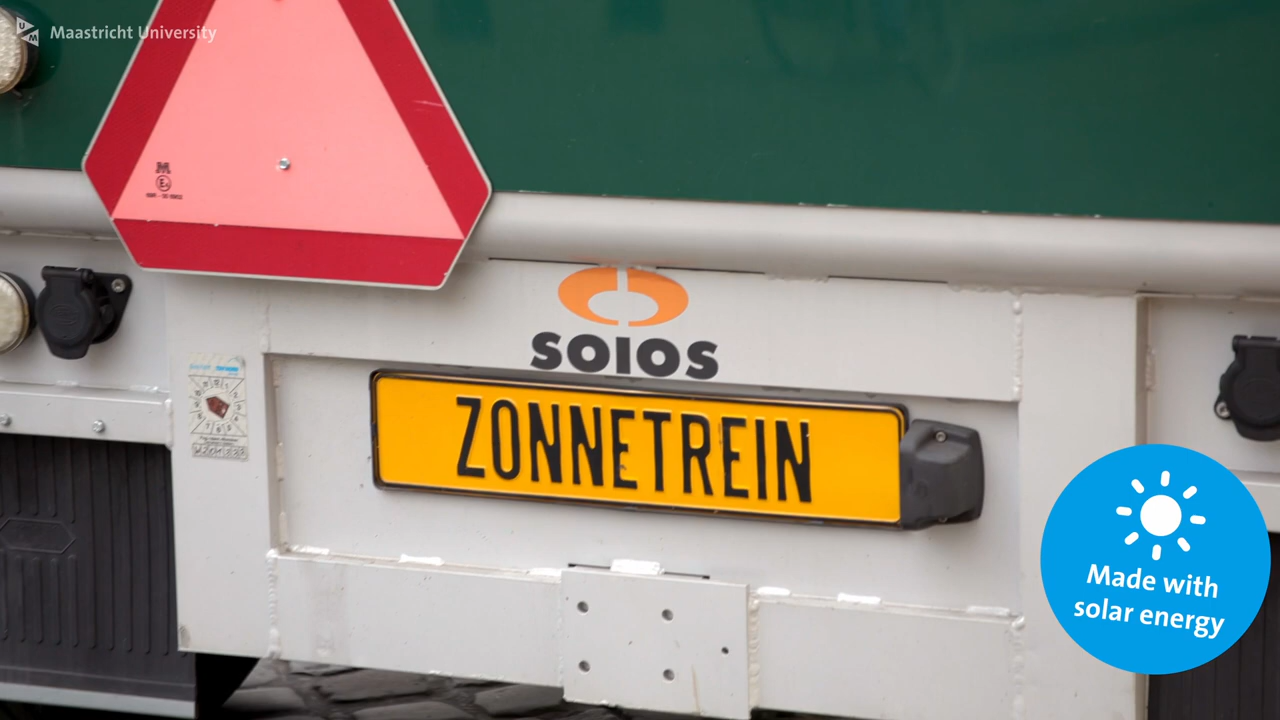 Maastricht University
SOIOS
ZONNETREIN
Made with
solar energy